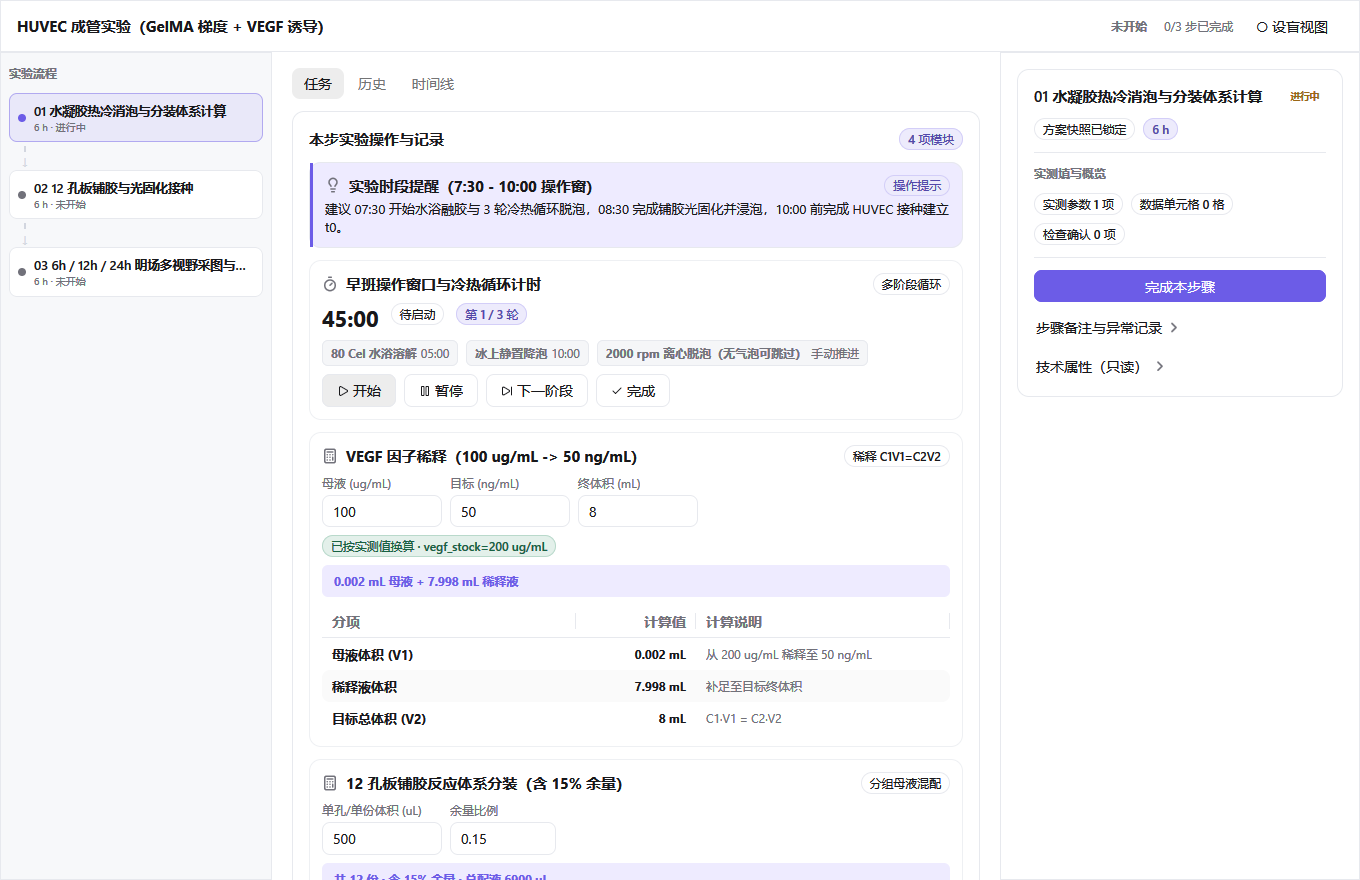 HUVEC 成管实验（GelMA 梯度 + VEGF 诱导）
未开始 0/3 步已完成 设盲视图
实验流程
01 水凝胶热冷消泡与分装体系计算
6 h · 进行中
02 12 孔板铺胶与光固化接种
6 h · 未开始
03 6h / 12h / 24h 明场多视野采图与...
6 h · 未开始
任务 历史 时间线
本步实验操作与记录
4 项模块
实验时段提醒（7:30 - 10:00 操作窗）
操作提示
建议 07:30 开始水浴融胶与 3 轮冷热循环脱泡，08:30 完成铺胶光固化并浸泡，10:00 前完成 HUVEC 接种建立
t0。
早班操作窗口与冷热循环计时
多阶段循环
45:00 待启动 第 1 / 3 轮
80 Cel 水浴溶解 05:00 冰上静置降泡 10:00 2000 rpm 离心脱泡（无气泡可跳过） 手动推进
开始 暂停 下一阶段 完成
VEGF 因子稀释（100 ug/mL -> 50 ng/mL）
稀释 C1V1=C2V2
母液 (ug/mL) 目标 (ng/mL) 终体积 (mL)
100 50 8
已按实测值换算 · vegf_stock=200 ug/mL
0.002 mL 母液 + 7.998 mL 稀释液
分项 计算值 计算说明
母液体积 (V1) 0.002 mL 从 200 ug/mL 稀释至 50 ng/mL
稀释液体积 7.998 mL 补足至目标终体积
目标总体积 (V2) 8 mL C1·V1 = C2·V2
12 孔板铺胶反应体系分装（含 15% 余量）
分组母液混配
单孔/单份体积 (uL) 余量比例
500 0.15
共 12 份 · 含 15% 余量 · 总配液 6900 uL
01 水凝胶热冷消泡与分装体系计算
进行中
方案快照已锁定 6 h
实测填写概览
实测参数 1 项 数据单元格 0 格
检查确认 0 项
完成本步骤
步骤备注与异常记录
技术属性（只读）